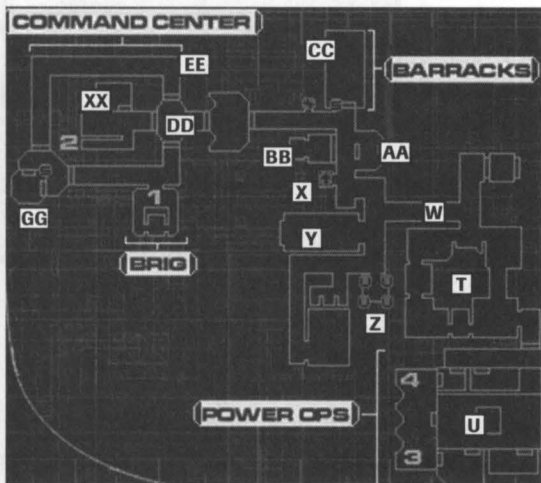 COMMAND CENTER
CC
EE
BARRACKS
XX
DD
2
BB
AA
X
1
GG
W
Y
BRIG
T
Z
4
POWER OPS
U
3